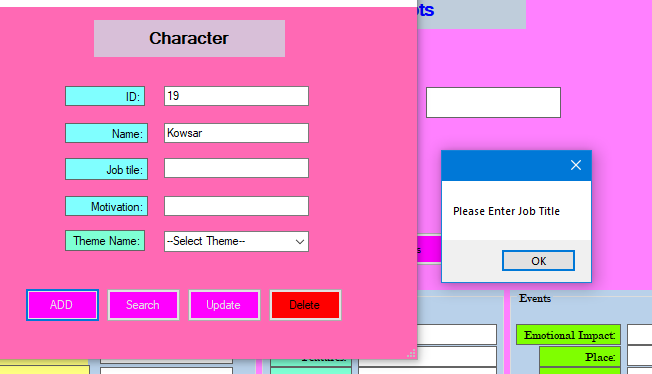 Character
ID: 19
Name: Kowsar
Job tile:
Motivation:
Theme Name: --Select Theme--
ADD Search Update Delete
Please Enter Job Title
OK
Events
Emotional Impact:
Place: